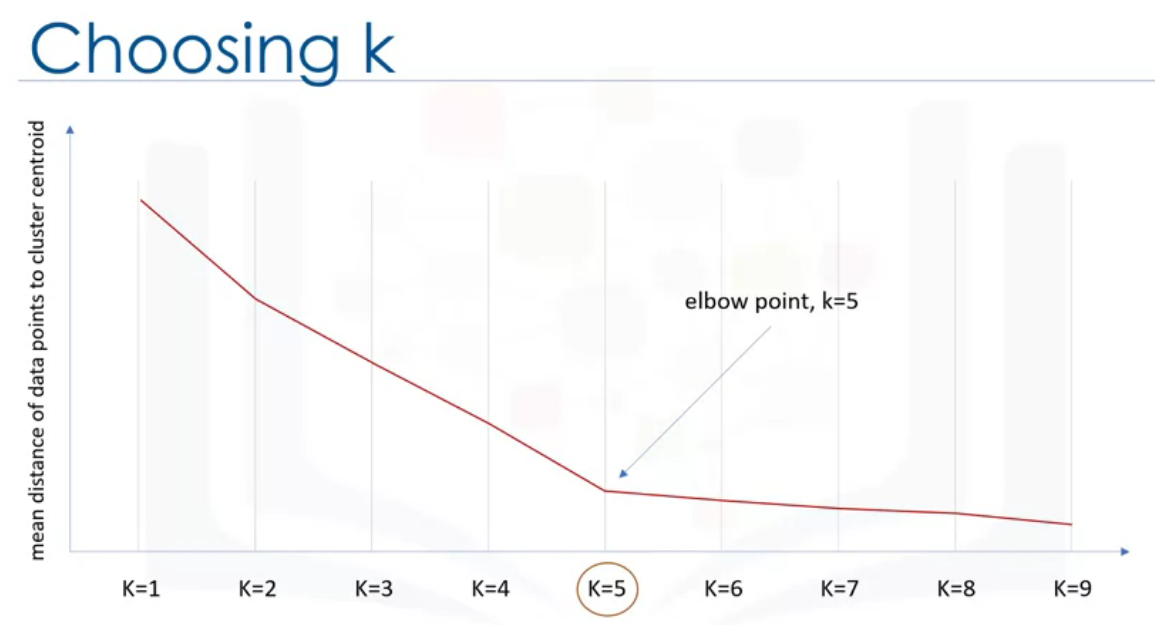 Choosing k
mean distance of data points to cluster centroid
elbow point, k=5
K=1 K=2 K=3 K=4 K=5 K=6 K=7 K=8 K=9